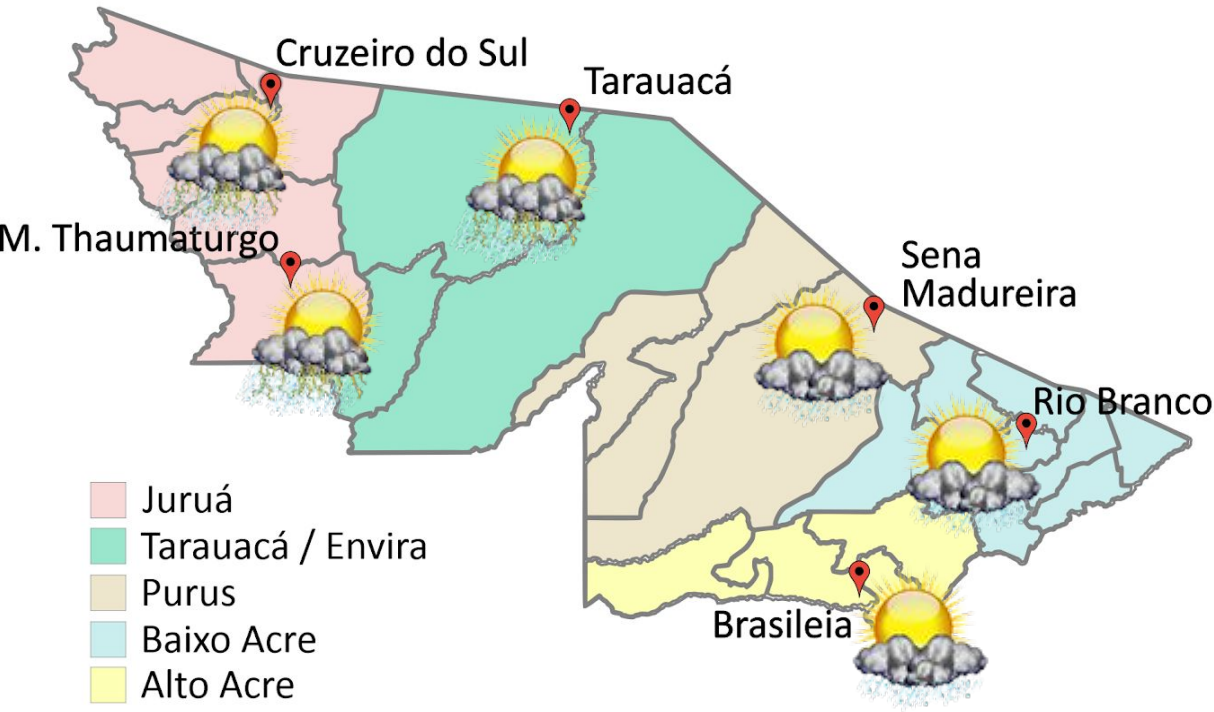 Cruzeiro do Sul
Tarauacá
M. Thaumaturgo
Sena
Madureira
Rio Branco
Brasileia
Juruá
Tarauacá / Envira
Purus
Baixo Acre
Alto Acre